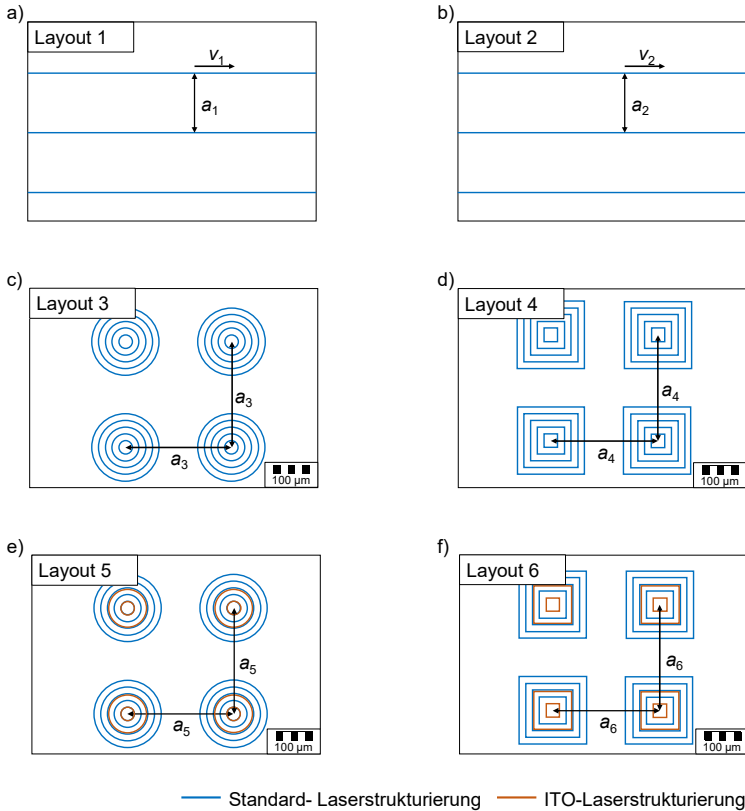 a)
Layout 1
v1
a1
b)
Layout 2
v2
a2
c)
Layout 3
a3
a3
100 µm
d)
Layout 4
a4
a4
100 µm
e)
Layout 5
a5
a5
100 µm
f)
Layout 6
a6
a6
100 µm
Standard- Laserstrukturierung
ITO-Laserstrukturierung